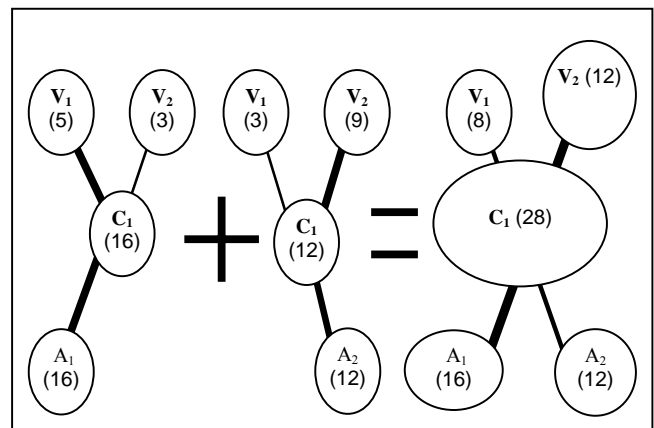 V₁
(5)
V₂
(3)
C₁
(16)
A₁
(16)
+
V₁
(3)
V₂
(9)
C₁
(12)
A₂
(12)
=
V₁
(8)
V₂ (12)
C₁ (28)
A₁
(16)
A₂
(12)